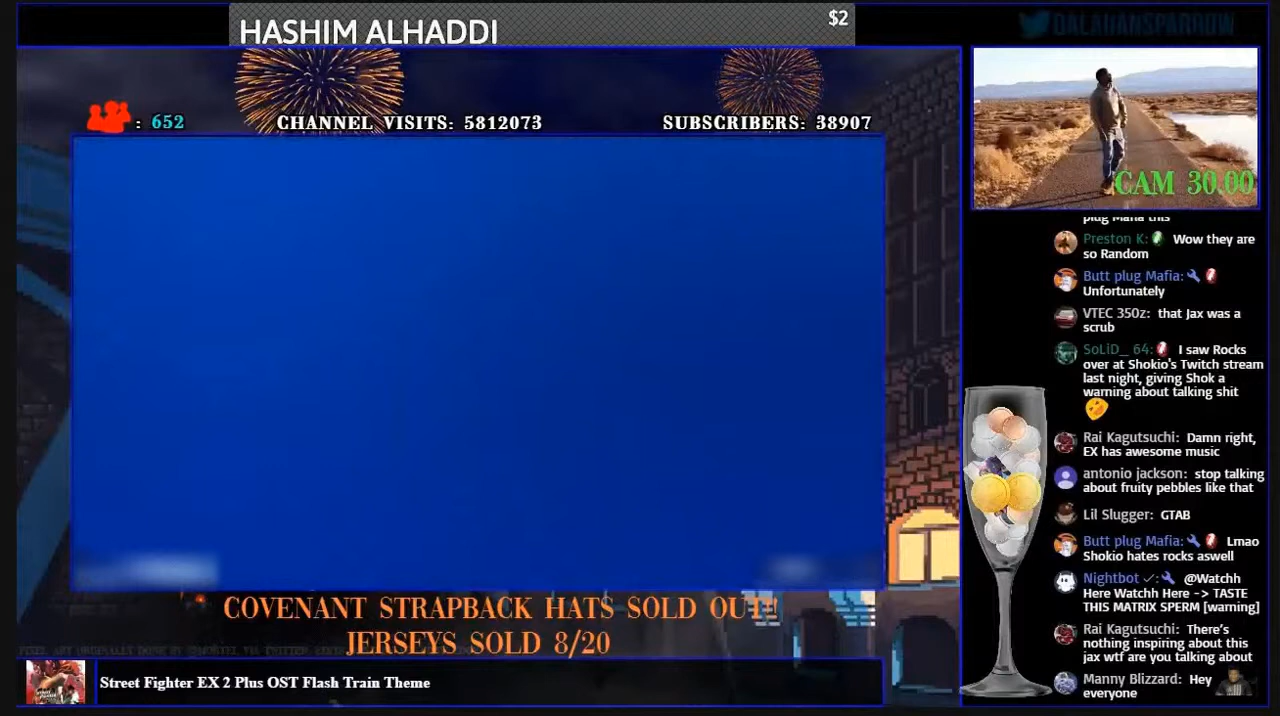 HASHIM ALHADDI
$2
DALAHANSPARROW
: 652
CHANNEL VISITS: 5812073
SUBSCRIBERS: 38907
CAM 30.00
plug Mafia this
Preston K: Wow they are
so Random
Butt plug Mafia:
Unfortunately
VTEC 350z: that Jax was a
scrub
SoLiD_ 64: I saw Rocks
over at Shokio's Twitch stream
last night, giving Shok a
warning about talking shit
Rai Kagutsuchi: Damn right,
EX has awesome music
antonio jackson: stop talking
about fruity pebbles like that
Lil Slugger: GTAB
Butt plug Mafia: Lmao
Shokio hates rocks aswell
Nightbot ✓: @Watchh
Here Watchh Here -> TASTE
THIS MATRIX SPERM [warning]
Rai Kagutsuchi: There's
nothing inspiring about this
jax wtf are you talking about
Manny Blizzard: Hey
everyone
COVENANT STRAPBACK HATS SOLD OUT!!
JERSEYS SOLD 8/20
Street Fighter EX 2 Plus OST Flash Train Theme